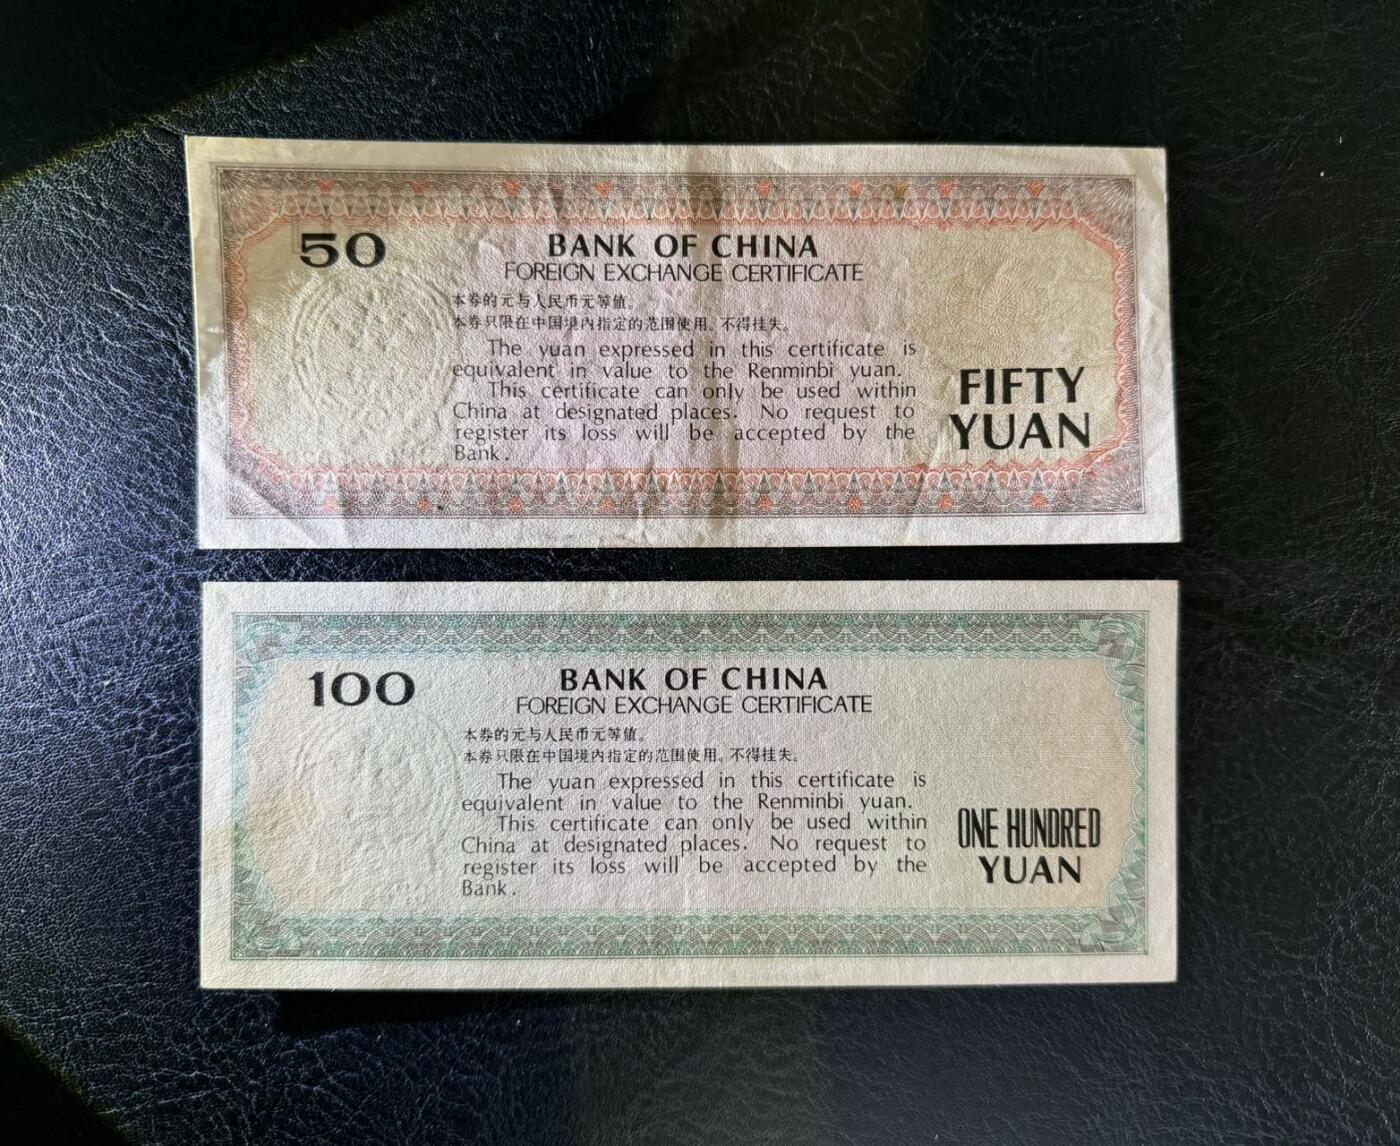 50
BANK OF CHINA
FOREIGN EXCHANGE CERTIFICATE
本券的元与人民币元等值。
本券只限在中国境内指定的范围使用。不得挂失。
The yuan expressed in this certificate is
equivalent in value to the Renminbi yuan.
This certificate can only be used within
China at designated places. No request to
register its loss will be accepted by the
Bank.
FIFTY
YUAN
100
BANK OF CHINA
FOREIGN EXCHANGE CERTIFICATE
本券的元与人民币元等值。
本券只限在中国境内指定的范围使用。不得挂失。
The yuan expressed in this certificate is
equivalent in value to the Renminbi yuan.
This certificate can only be used within
China at designated places. No request to
register its loss will be accepted by the
Bank.
ONE HUNDRED
YUAN